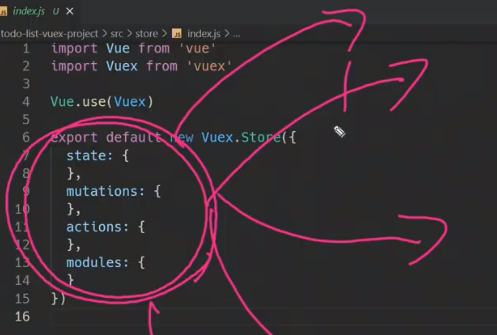 JS index.js U X
todo-list-vuex-project > src > store > JS index.js > ...
1 import Vue from 'vue'
2 import Vuex from 'vuex'
3
4 Vue.use(Vuex)
5
6 export default new Vuex.Store({
7 state: {
8 },
9 mutations: {
10 },
11 actions: {
12 },
13 modules: {
14 }
15 })
16